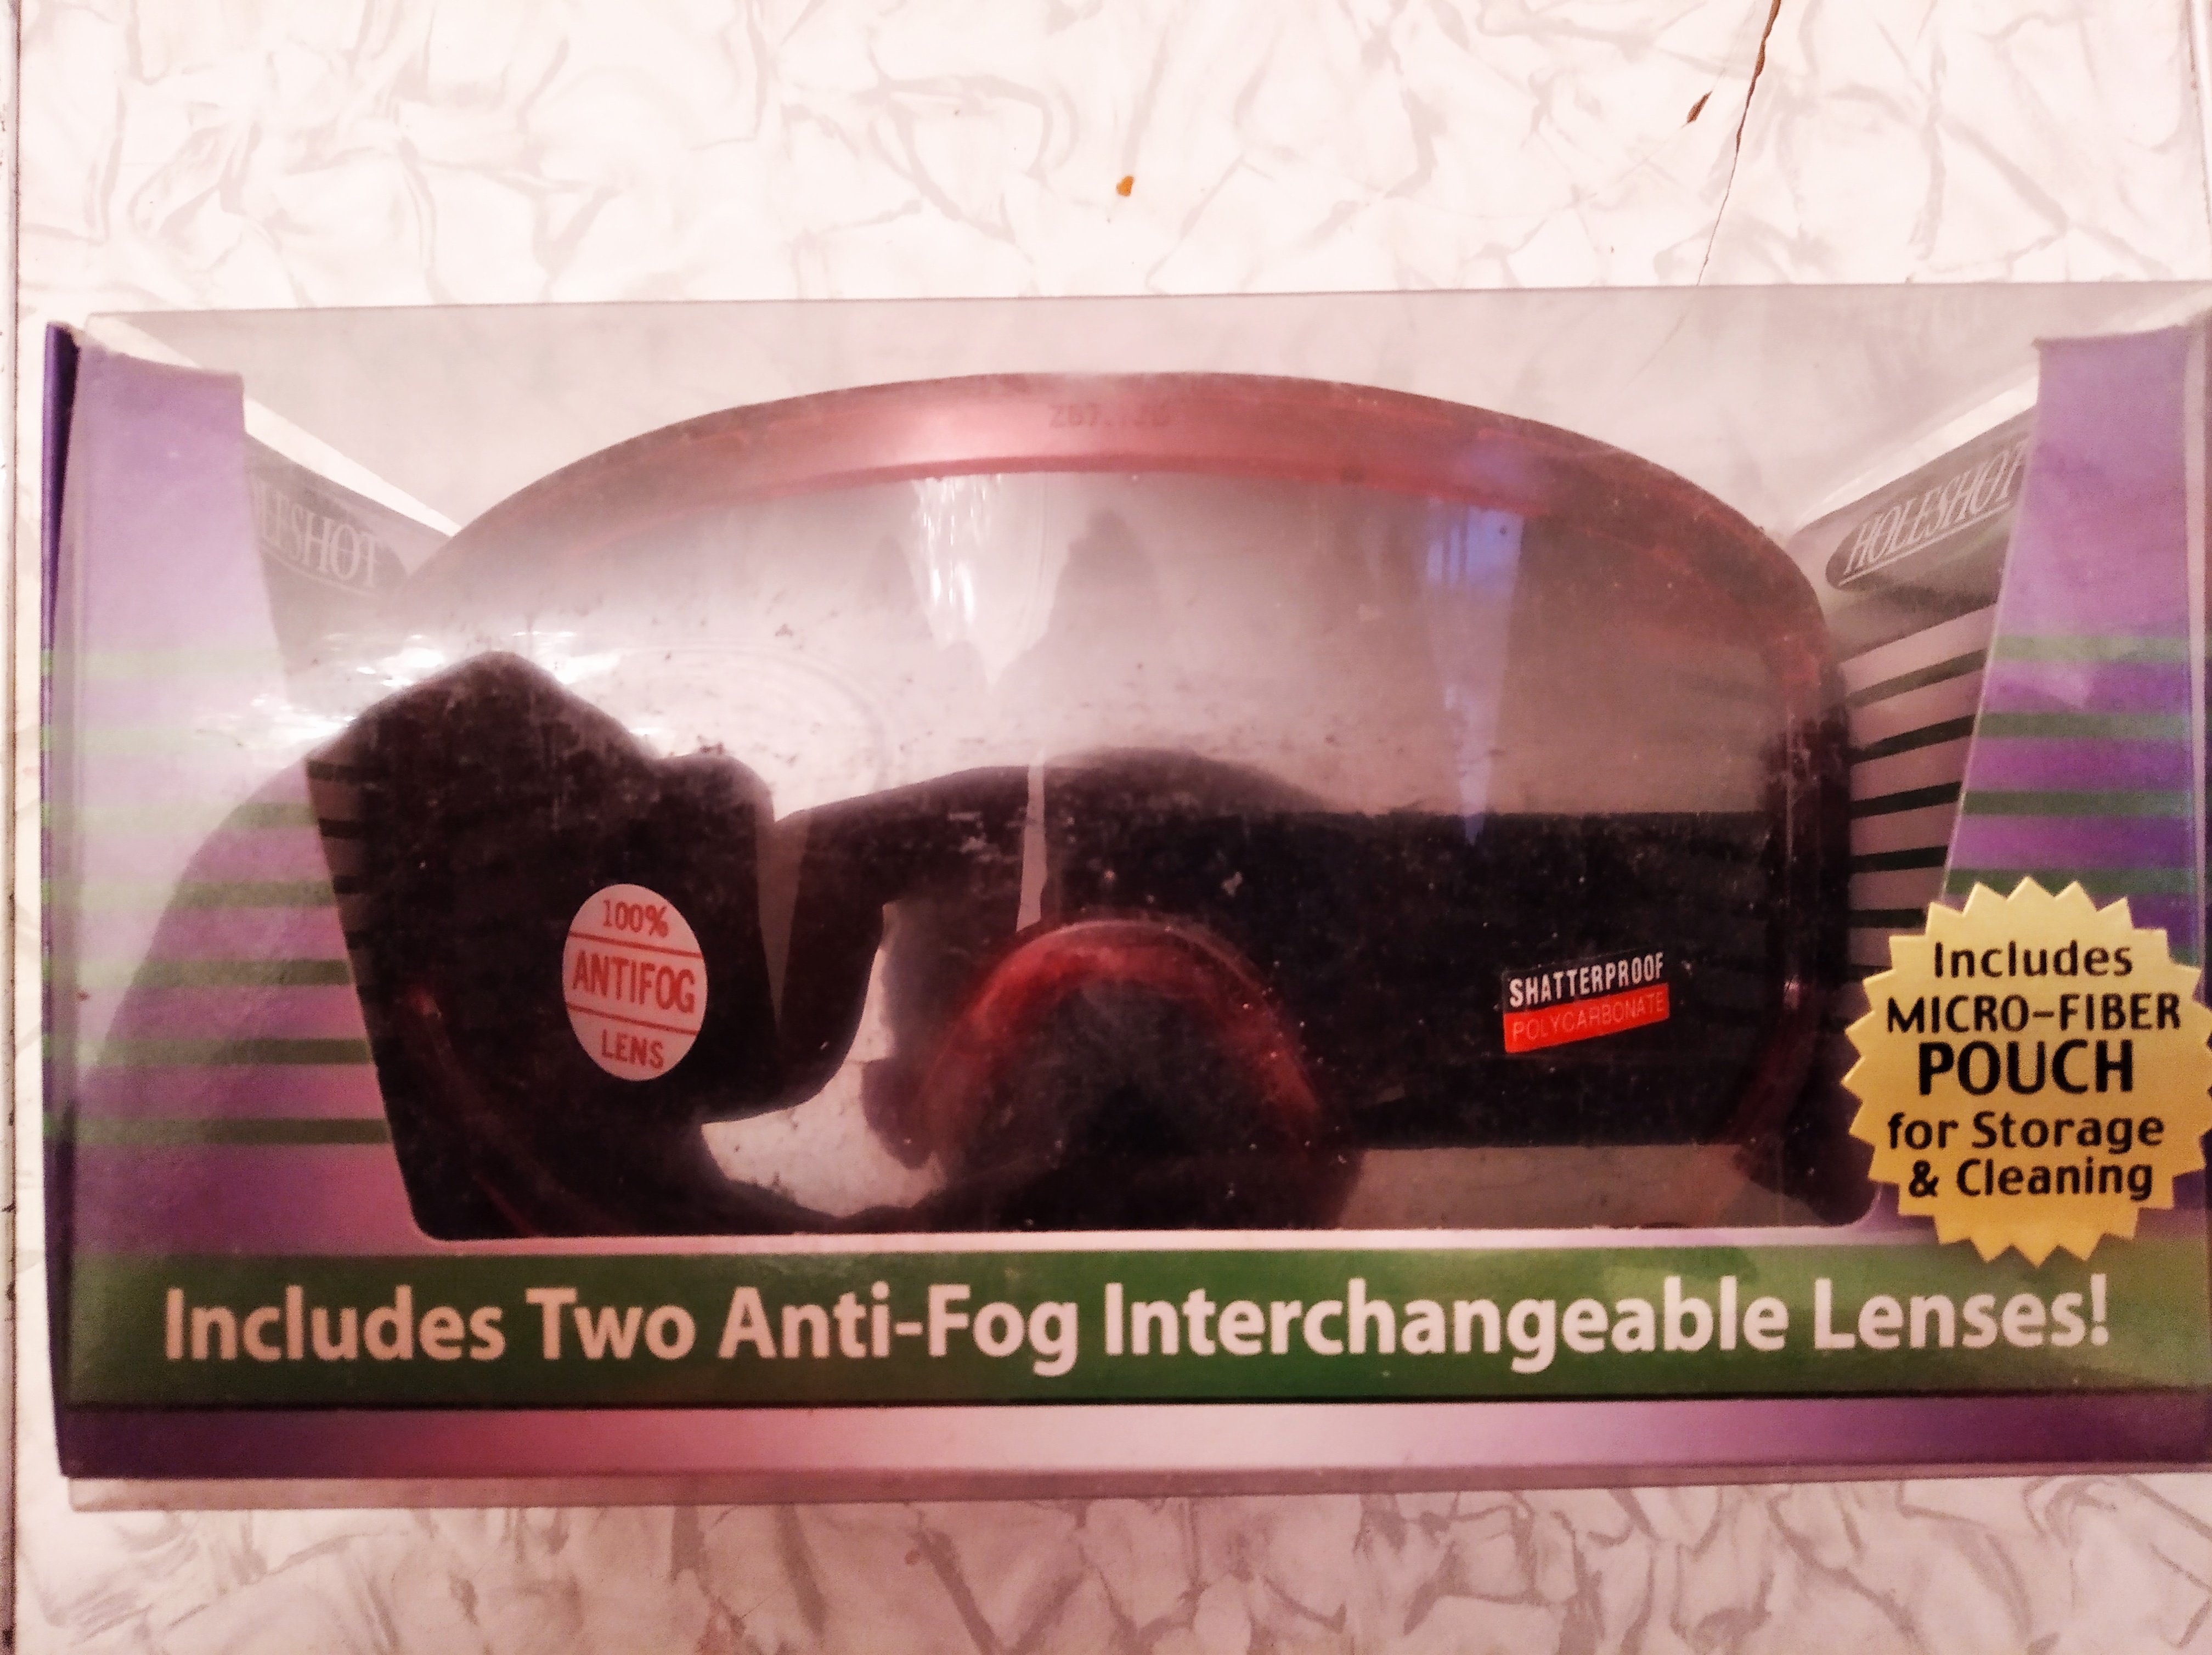 HOLESHOT
100%
ANTIFOG
LENS
SHATTERPROOF
POLYCARBONATE
Includes
MICRO-FIBER
POUCH
for Storage
& Cleaning
Includes Two Anti-Fog Interchangeable Lenses!